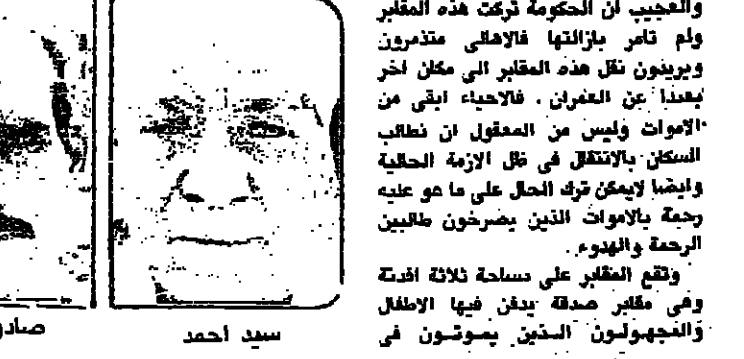 والعجيب ان الحكومة تركت هذه المقابر
ولم تامر بازالتها فالاهالى متذمرون
ويريدون نقل هذه المقابر الى مكان اخر
بعيدا عن العمران . فالاحياء ابقى من
الاموات وليس من المعقول ان نطالب
السكان بالانتقال فى ظل الازمة الحالية
وايضا لايمكن ترك الحال على ما هو عليه
رحمة بالاموات الذين يصرخون طالبين
الرحمة والهدوء .
وتقع المقابر على مساحة ثلاثة افدنة
وهى مقابر صدقة يدفن فيها الاطفال
والمجهولون الذين يموتون فى
سيد احمد